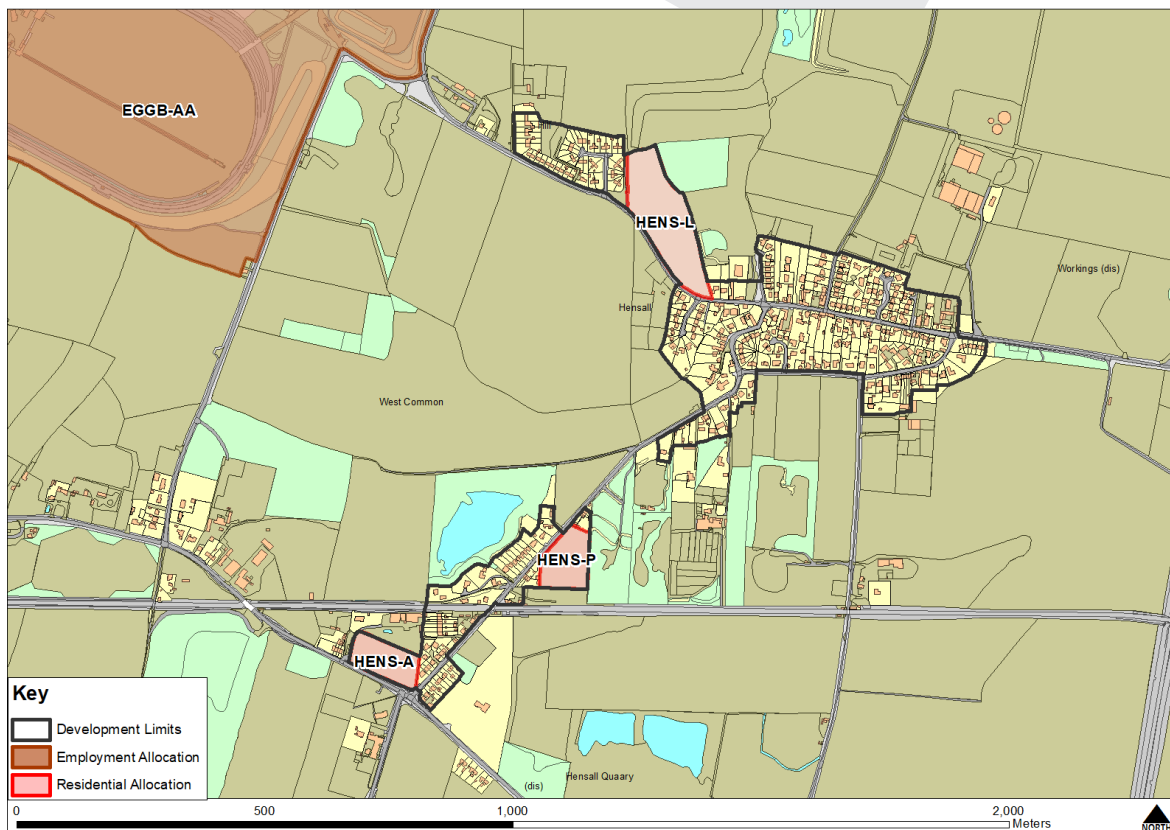 EGGB-AA
Hill
HENS-L
Workings (dis)
Hensall
West Common
HENS-P
HENS-A
Key
Development Limits
Employment Allocation
Residential Allocation
Hensall Quaary
(dis)
0 500 1,000 2,000
Meters
NORTH